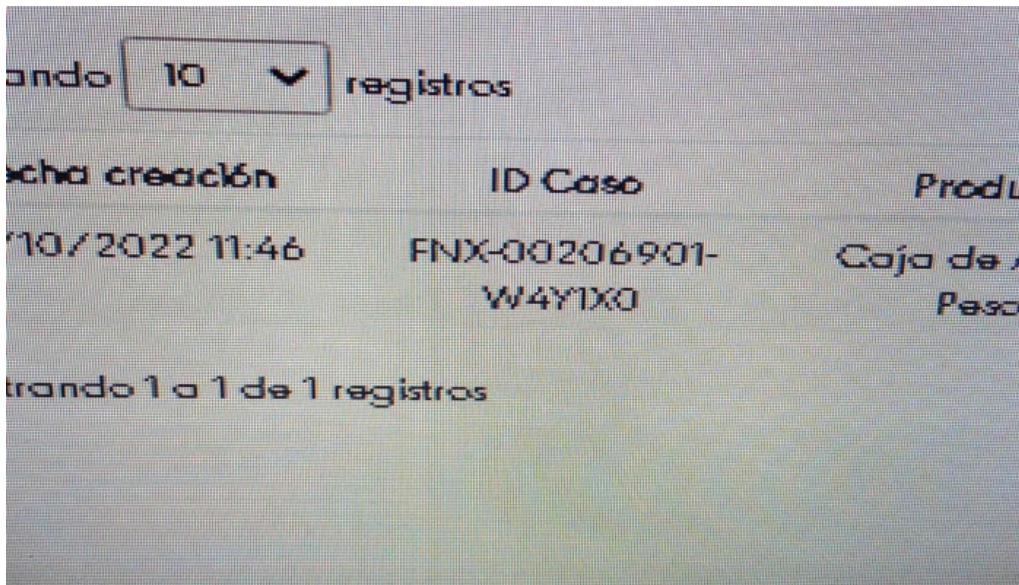 ando 10 registros
echa creación ID Caso Produ
/10/2022 11:46 FNX-00206901- Caja de
W4Y1X0 Peso
trando 1 a 1 de 1 registros